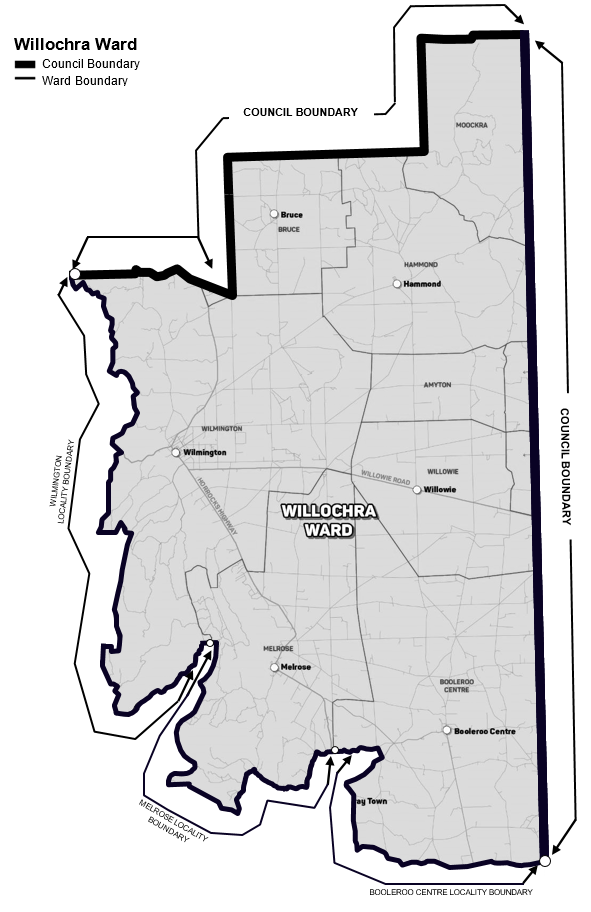 Willochra Ward
Council Boundary
Ward Boundary
COUNCIL BOUNDARY
MOOCKRA
Bruce
BRUCE
HAMMOND
Hammond
AMYTON
WILMINGTON
Wilmington
WILLOWIE
WILLOWIE ROAD
Willowie
HORROCKS HIGHWAY
WILLOCHRA
WARD
WILMINGTON
LOCALITY BOUNDARY
COUNCIL BOUNDARY
MELROSE
Melrose
BOOLEROO
CENTRE
Booleroo Centre
ay Town
MELROSE LOCALITY
BOUNDARY
BOOLEROO CENTRE LOCALITY BOUNDARY